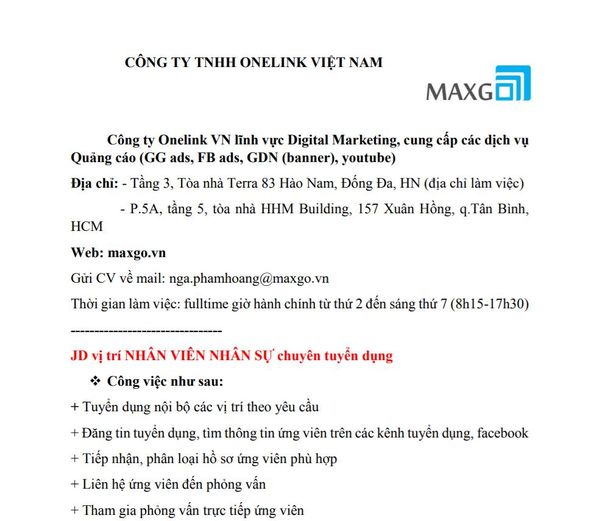 CÔNG TY TNHH ONELINK VIỆT NAM
MAXGO
Công ty Onelink VN lĩnh vực Digital Marketing, cung cấp các dịch vụ
Quảng cáo (GG ads, FB ads, GDN (banner), youtube)
Địa chỉ: - Tầng 3, Tòa nhà Terra 83 Hào Nam, Đống Đa, HN (địa chỉ làm việc)
- P.5A, tầng 5, tòa nhà HHM Building, 157 Xuân Hồng, q.Tân Bình,
HCM
Web: maxgo.vn
Gửi CV về mail: nga.phamhoang@maxgo.vn
Thời gian làm việc: fulltime giờ hành chính từ thứ 2 đến sáng thứ 7 (8h15-17h30)
--------------------------------
JD vị trí NHÂN VIÊN NHÂN SỰ chuyên tuyển dụng
❖ Công việc như sau:
+ Tuyển dụng nội bộ các vị trí theo yêu cầu
+ Đăng tin tuyển dụng, tìm thông tin ứng viên trên các kênh tuyển dụng, facebook
+ Tiếp nhận, phân loại hồ sơ ứng viên phù hợp
+ Liên hệ ứng viên đến phỏng vấn
+ Tham gia phỏng vấn trực tiếp ứng viên